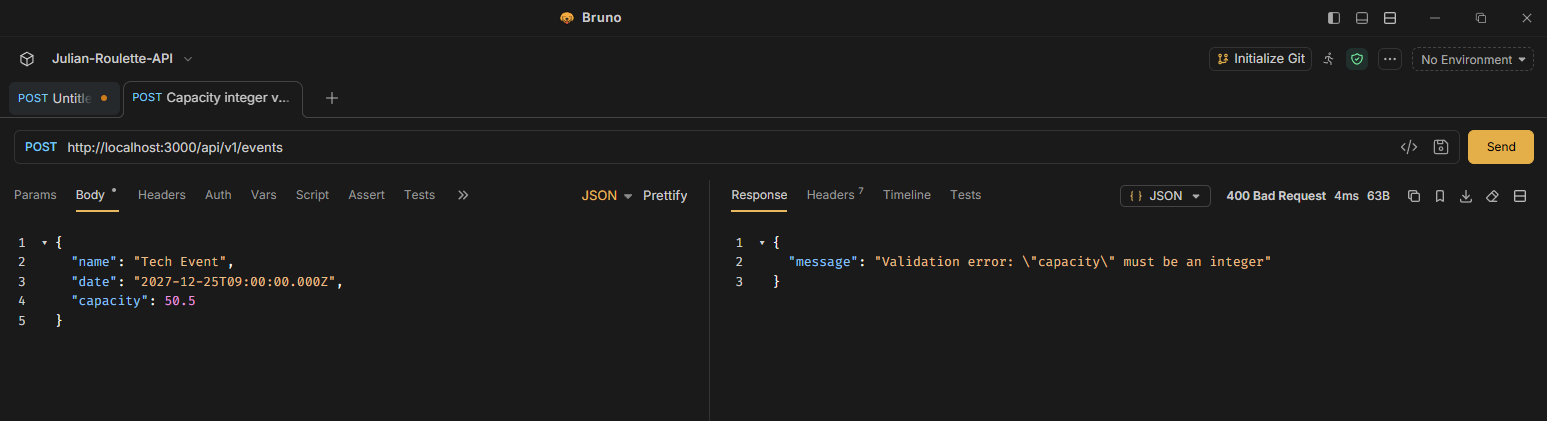 Bruno
Julian-Roulette-API
Initialize Git
No Environment
POST Untitle
POST Capacity integer v...
POST http://localhost:3000/api/v1/events
Send
Params Body Headers Auth Vars Script Assert Tests
JSON Prettify
Response Headers 7 Timeline Tests
{ } JSON 400 Bad Request 4ms 63B
1 {
2 "name": "Tech Event",
3 "date": "2027-12-25T09:00:00.000Z",
4 "capacity": 50.5
5 }
1 {
2 "message": "Validation error: \"capacity\" must be an integer"
3 }